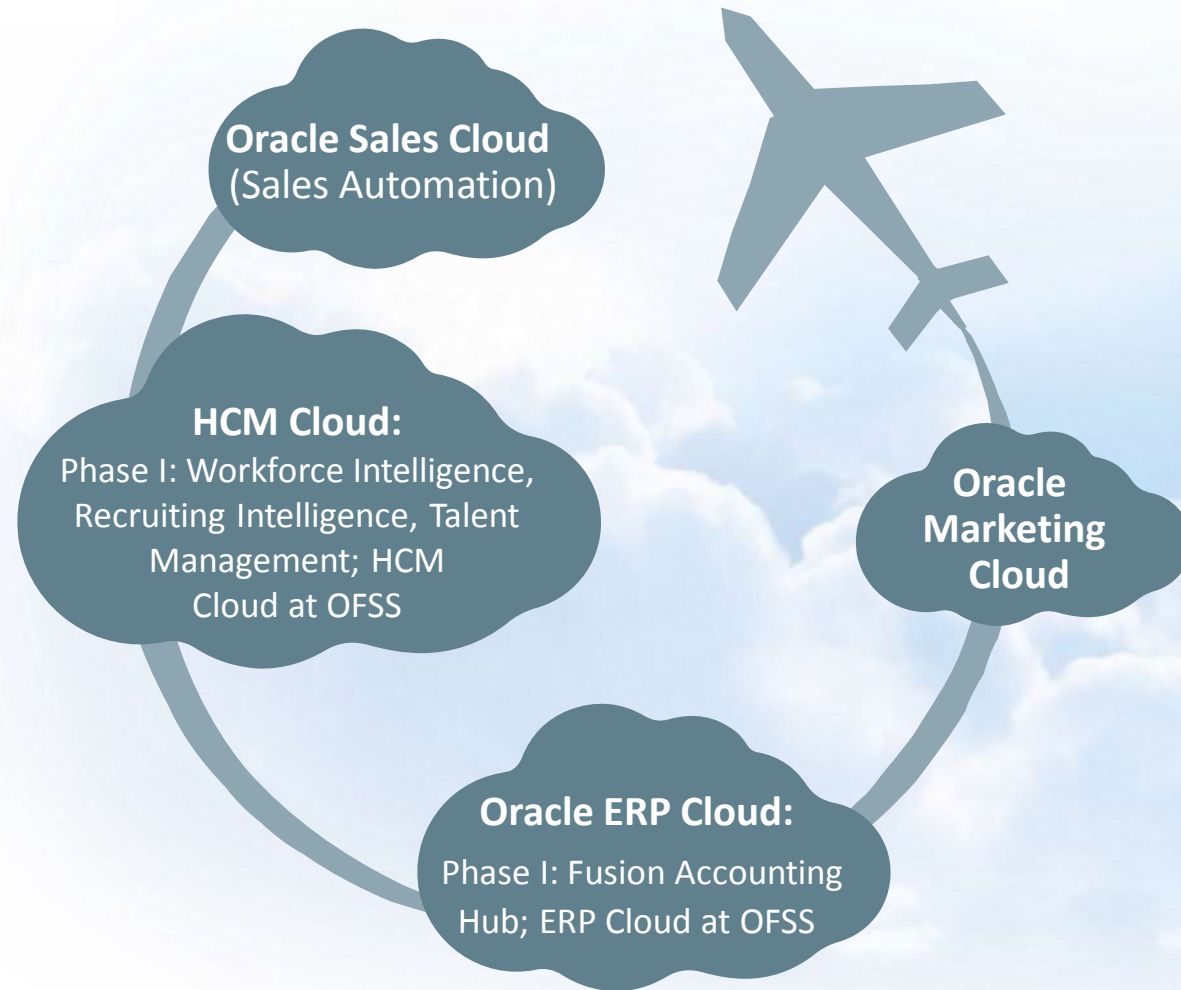 Oracle Sales Cloud
(Sales Automation)
HCM Cloud:
Phase I: Workforce Intelligence,
Recruiting Intelligence, Talent
Management; HCM
Cloud at OFSS
Oracle ERP Cloud:
Phase I: Fusion Accounting
Hub; ERP Cloud at OFSS
Oracle
Marketing
Cloud